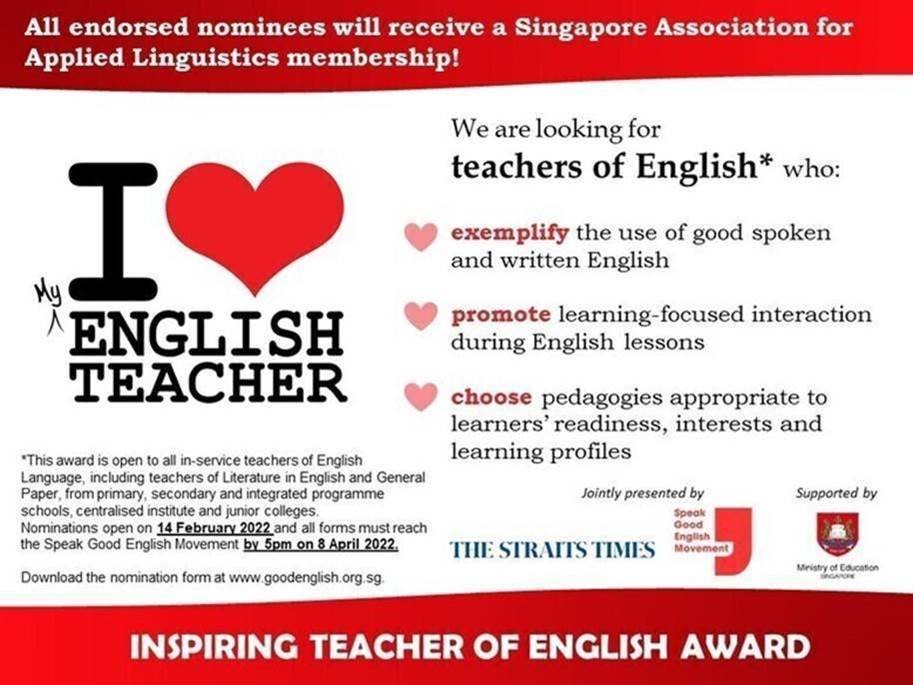 All endorsed nominees will receive a Singapore Association for
Applied Linguistics membership!
I
My
ENGLISH
TEACHER
We are looking for
teachers of English* who:
exemplify the use of good spoken
and written English
promote learning-focused interaction
during English lessons
choose pedagogies appropriate to
learners' readiness, interests and
learning profiles
*This award is open to all in-service teachers of English
Language, including teachers of Literature in English and General
Paper, from primary, secondary and integrated programme
schools, centralised institute and junior colleges.
Nominations open on 14 February 2022 and all forms must reach
the Speak Good English Movement by 5pm on 8 April 2022.
Download the nomination form at www.goodenglish.org.sg.
Jointly presented by
THE STRAITS TIMES
Speak
Good
English
Movement
Supported by
Ministry of Education
SINGAPORE
INSPIRING TEACHER OF ENGLISH AWARD